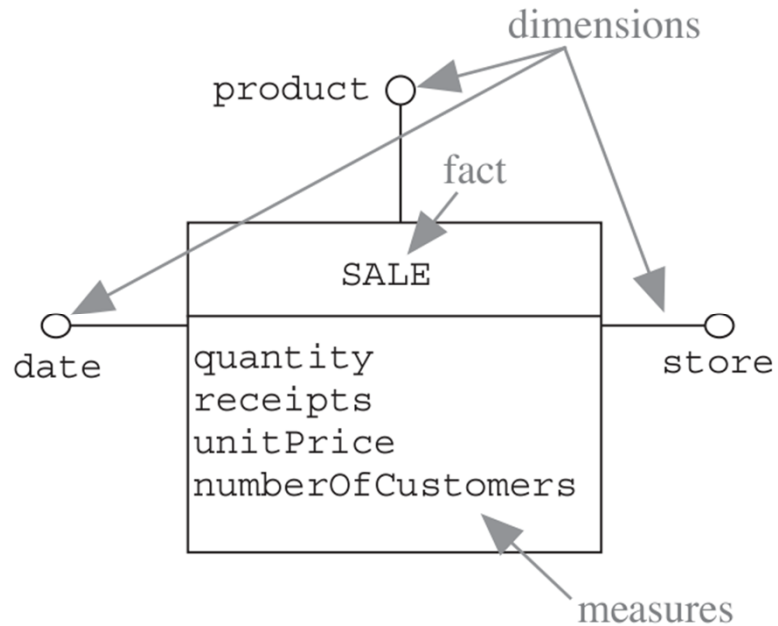 dimensions
product
fact
SALE
date
store
quantity
receipts
unitPrice
numberOfCustomers
measures